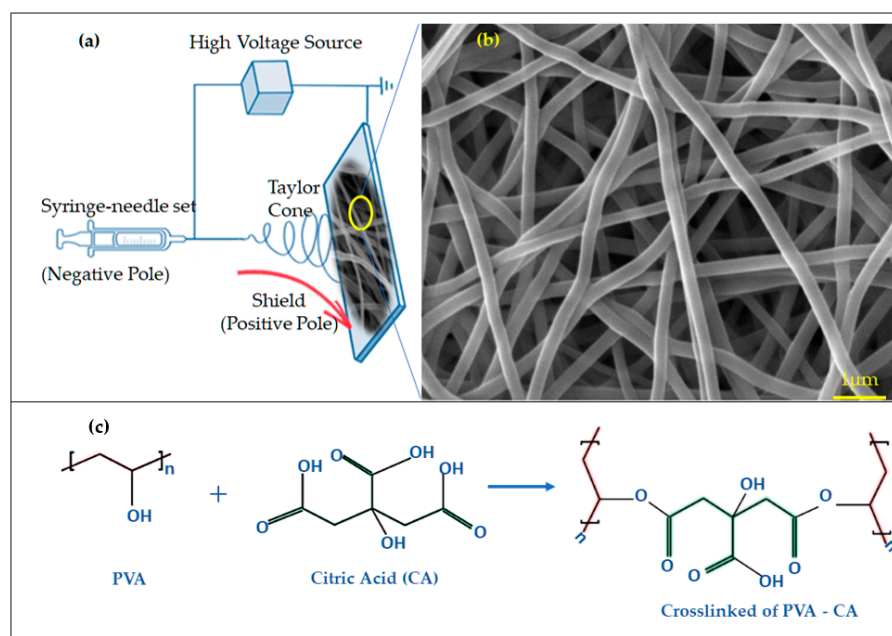 (a)
High Voltage Source
Taylor
Cone
Syringe-needle set
(Negative Pole)
Shield
(Positive Pole)
(b)
1µm
(c)
n
OH
PVA
+
OH
O
OH
OH
O
O
OH
Citric Acid (CA)
n
O
OH
O
n
O
O
O
OH
Crosslinked of PVA - CA